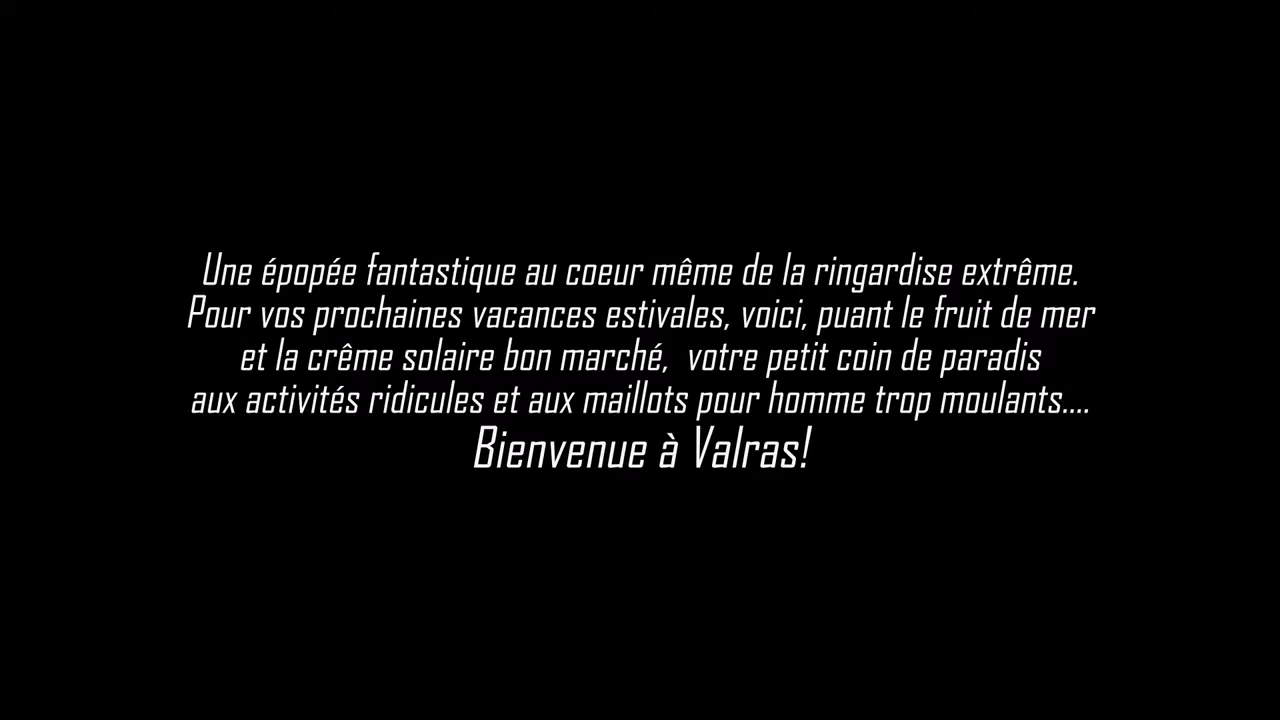 Une épopée fantastique au coeur même de la ringardise extrême.
Pour vos prochaines vacances estivales, voici, puant le fruit de mer
et la crême solaire bon marché,  votre petit coin de paradis
aux activités ridicules et aux maillots pour homme trop moulants....
Bienvenue à Valras!